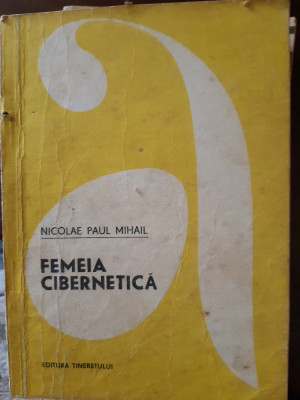 NICOLAE PAUL MIHAIL
FEMEIA
CIBERNETICĂ
EDITURA TINERETULUI